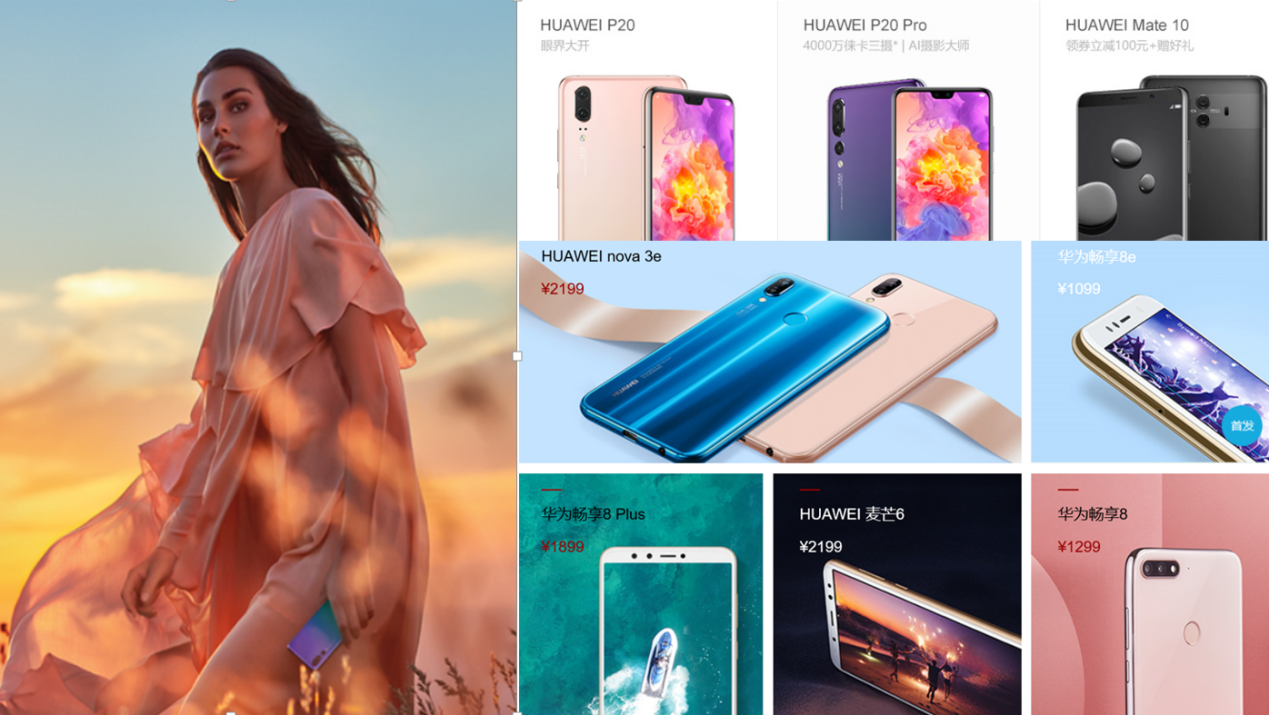 HUAWEI P20
眼界大开
HUAWEI P20 Pro
4000万徕卡三摄* | AI摄影大师
HUAWEI Mate 10
领券立减100元+赠好礼
HUAWEI nova 3e
¥2199
HUAWEI
华为畅享8e
¥1099
首发
华为畅享8 Plus
¥1899
HUAWEI 麦芒6
¥2199
华为畅享8
¥1299